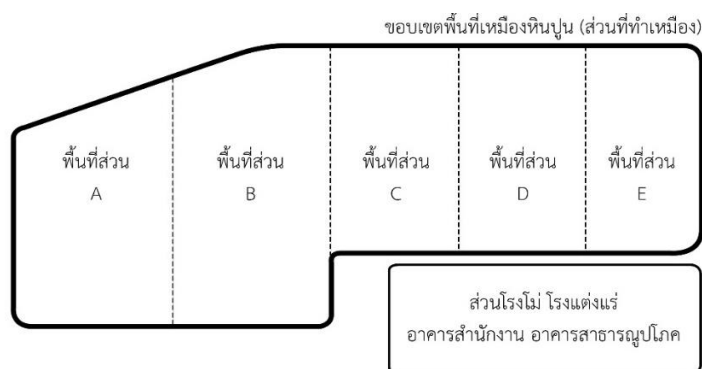 ขอบเขตพื้นที่เหมืองหินปูน (ส่วนที่ทำเหมือง)
พื้นที่ส่วน
A
พื้นที่ส่วน
B
พื้นที่ส่วน
C
พื้นที่ส่วน
D
พื้นที่ส่วน
E
ส่วนโรงโม่ โรงแต่งแร่
อาคารสำนักงาน อาคารสาธารณูปโภค